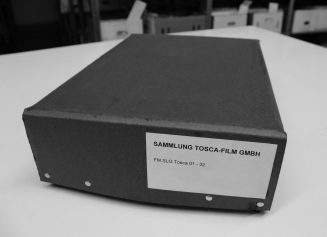 SAMMLUNG TOSCA-FILM GMBH
FM-SLG Tosca 01 - 32